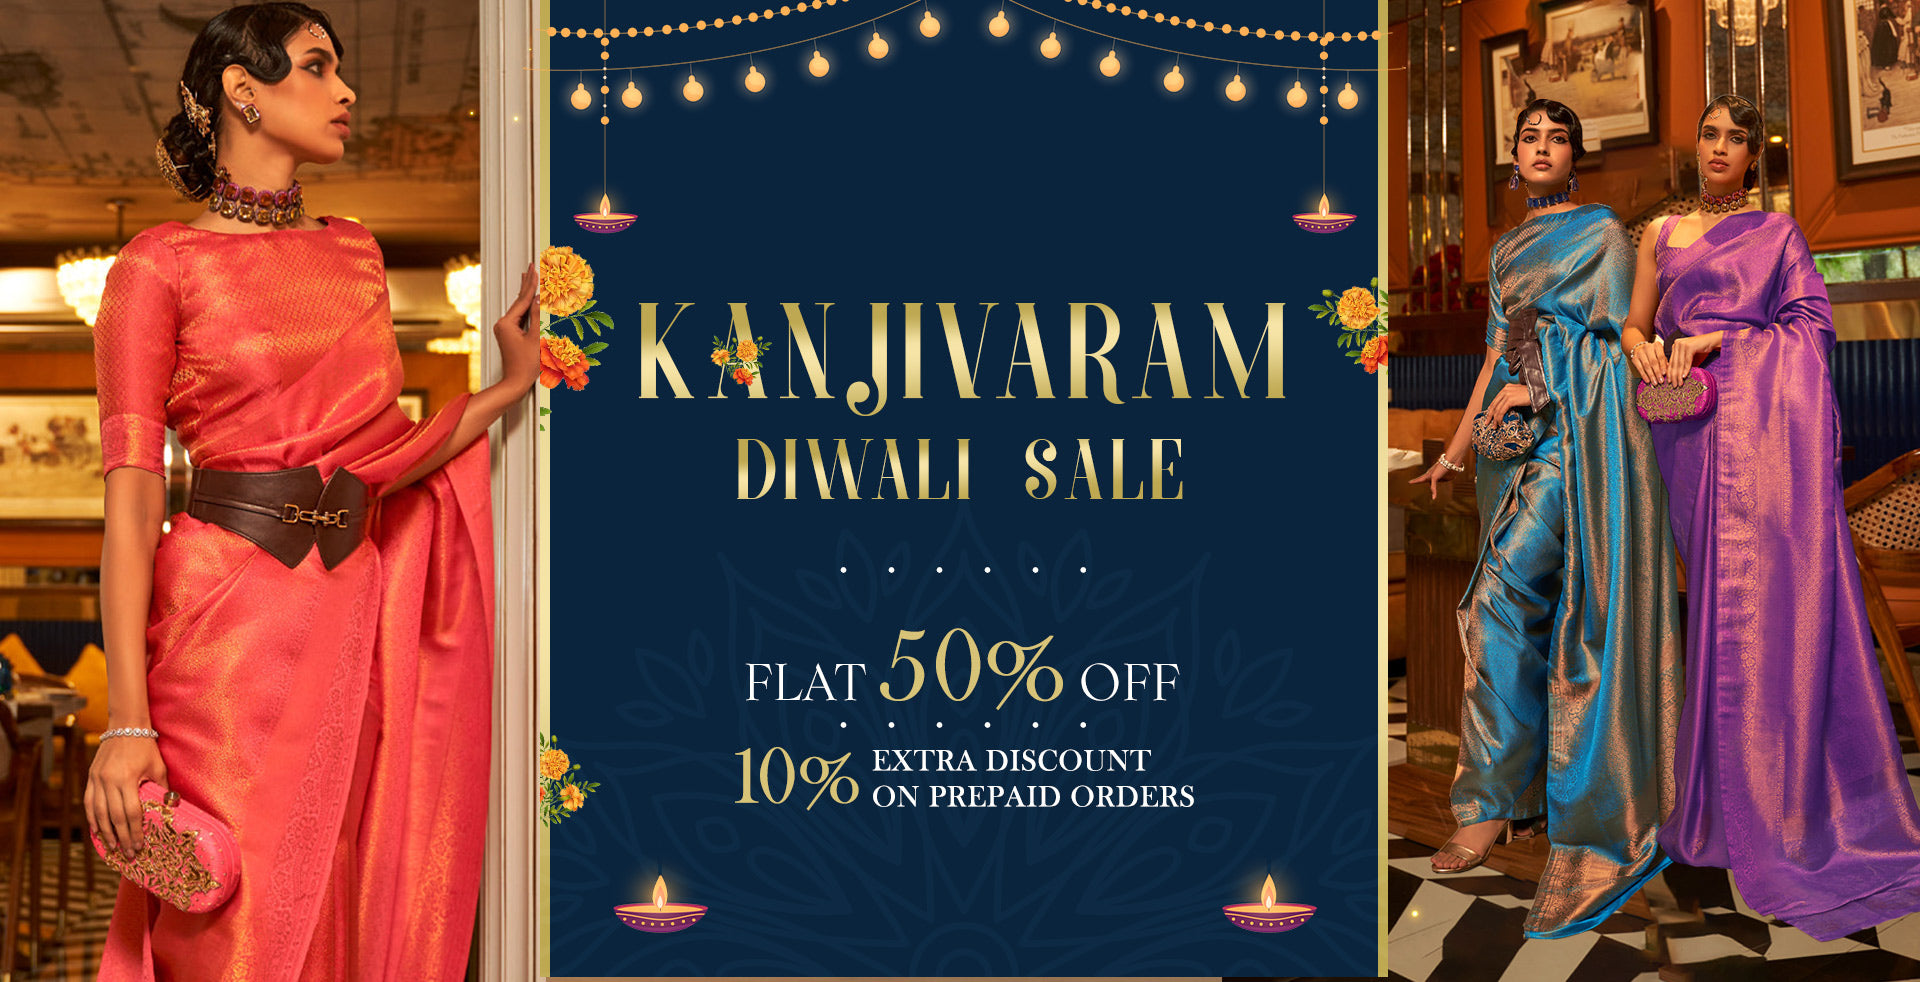 KANJIVARAM
DIWALI SALE
FLAT 50% OFF
10% EXTRA DISCOUNT
ON PREPAID ORDERS